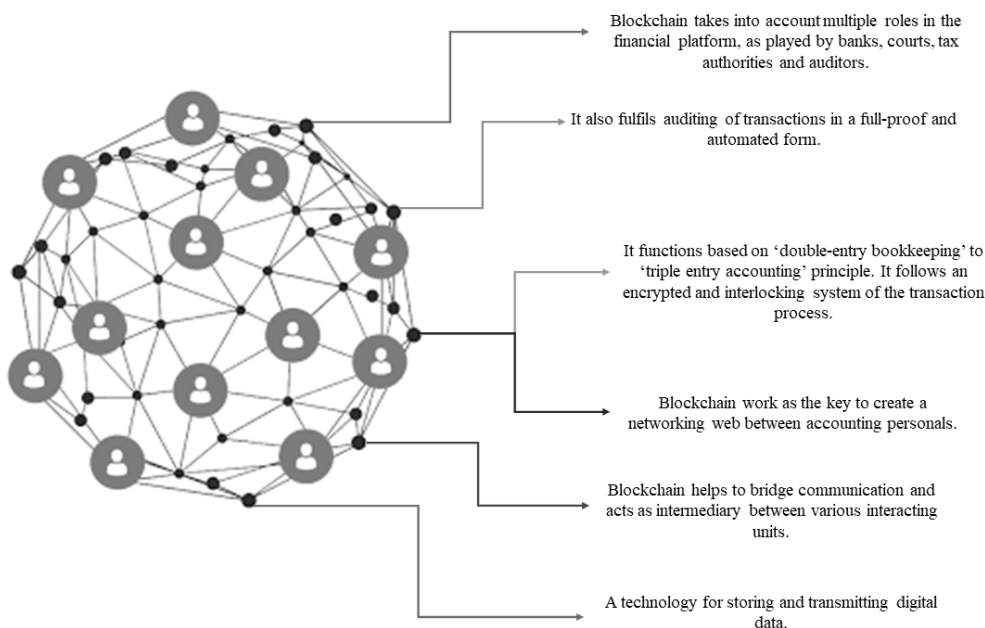 Blockchain takes into account multiple roles in the
financial platform, as played by banks, courts, tax
authorities and auditors.
It also fulfils auditing of transactions in a full-proof and
automated form.
It functions based on ‘double-entry bookkeeping’ to
‘triple entry accounting’ principle. It follows an
encrypted and interlocking system of the transaction
process.
Blockchain work as the key to create a
networking web between accounting personals.
Blockchain helps to bridge communication and
acts as intermediary between various interacting
units.
A technology for storing and transmitting digital
data.